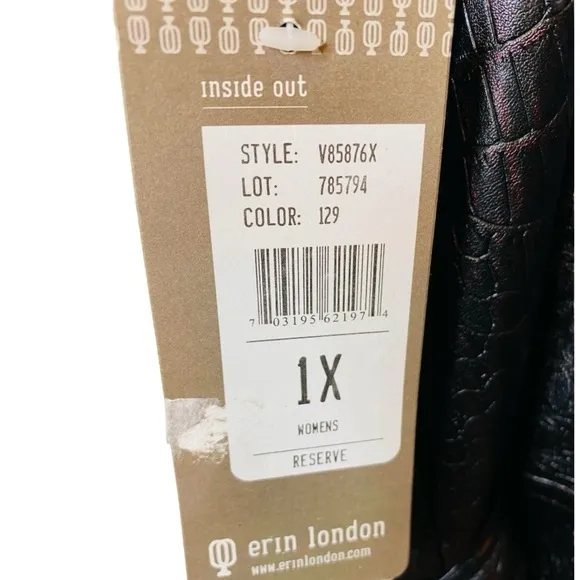 inside out
STYLE: V85876X
LOT: 785794
COLOR: 129
7 03195 62197 4
1X
WOMENS
RESERVE
erin london
www.erinlondon.com